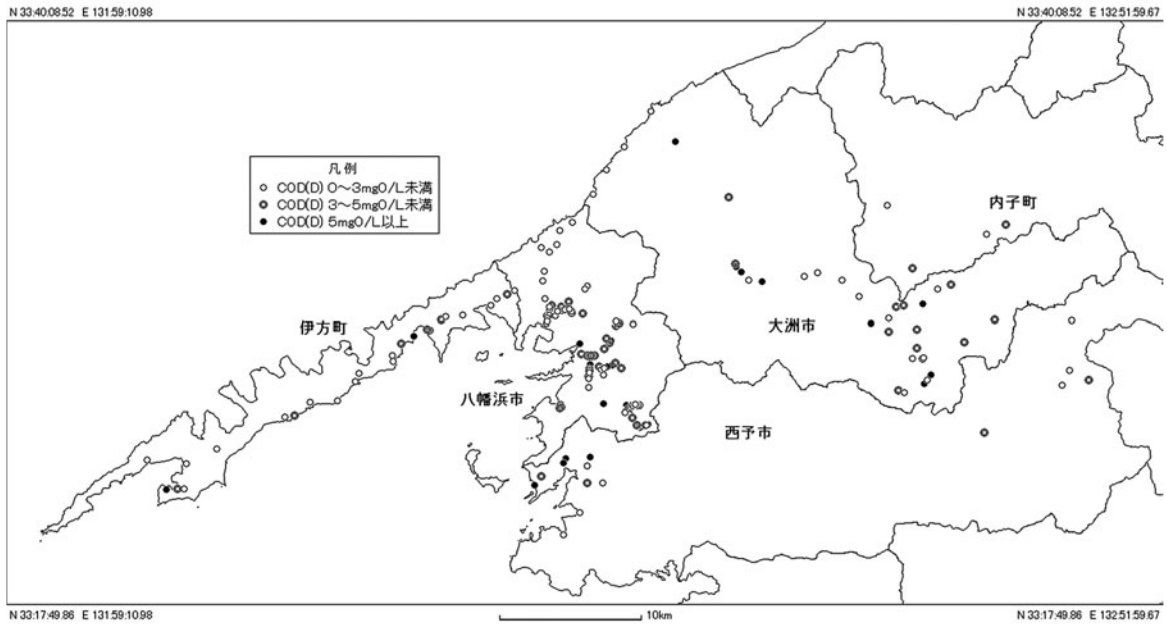 N 33:40:08.52 E 131:59:10.98
N 33:40:08.52 E 132:51:59.67
凡例
COD(D) 0～3mgO/L未満
COD(D) 3～5mgO/L未満
COD(D) 5mgO/L以上
内子町
伊方町
大洲市
八幡浜市
西予市
N 33:17:49.86 E 131:59:10.98
10km
N 33:17:49.86 E 132:51:59.67